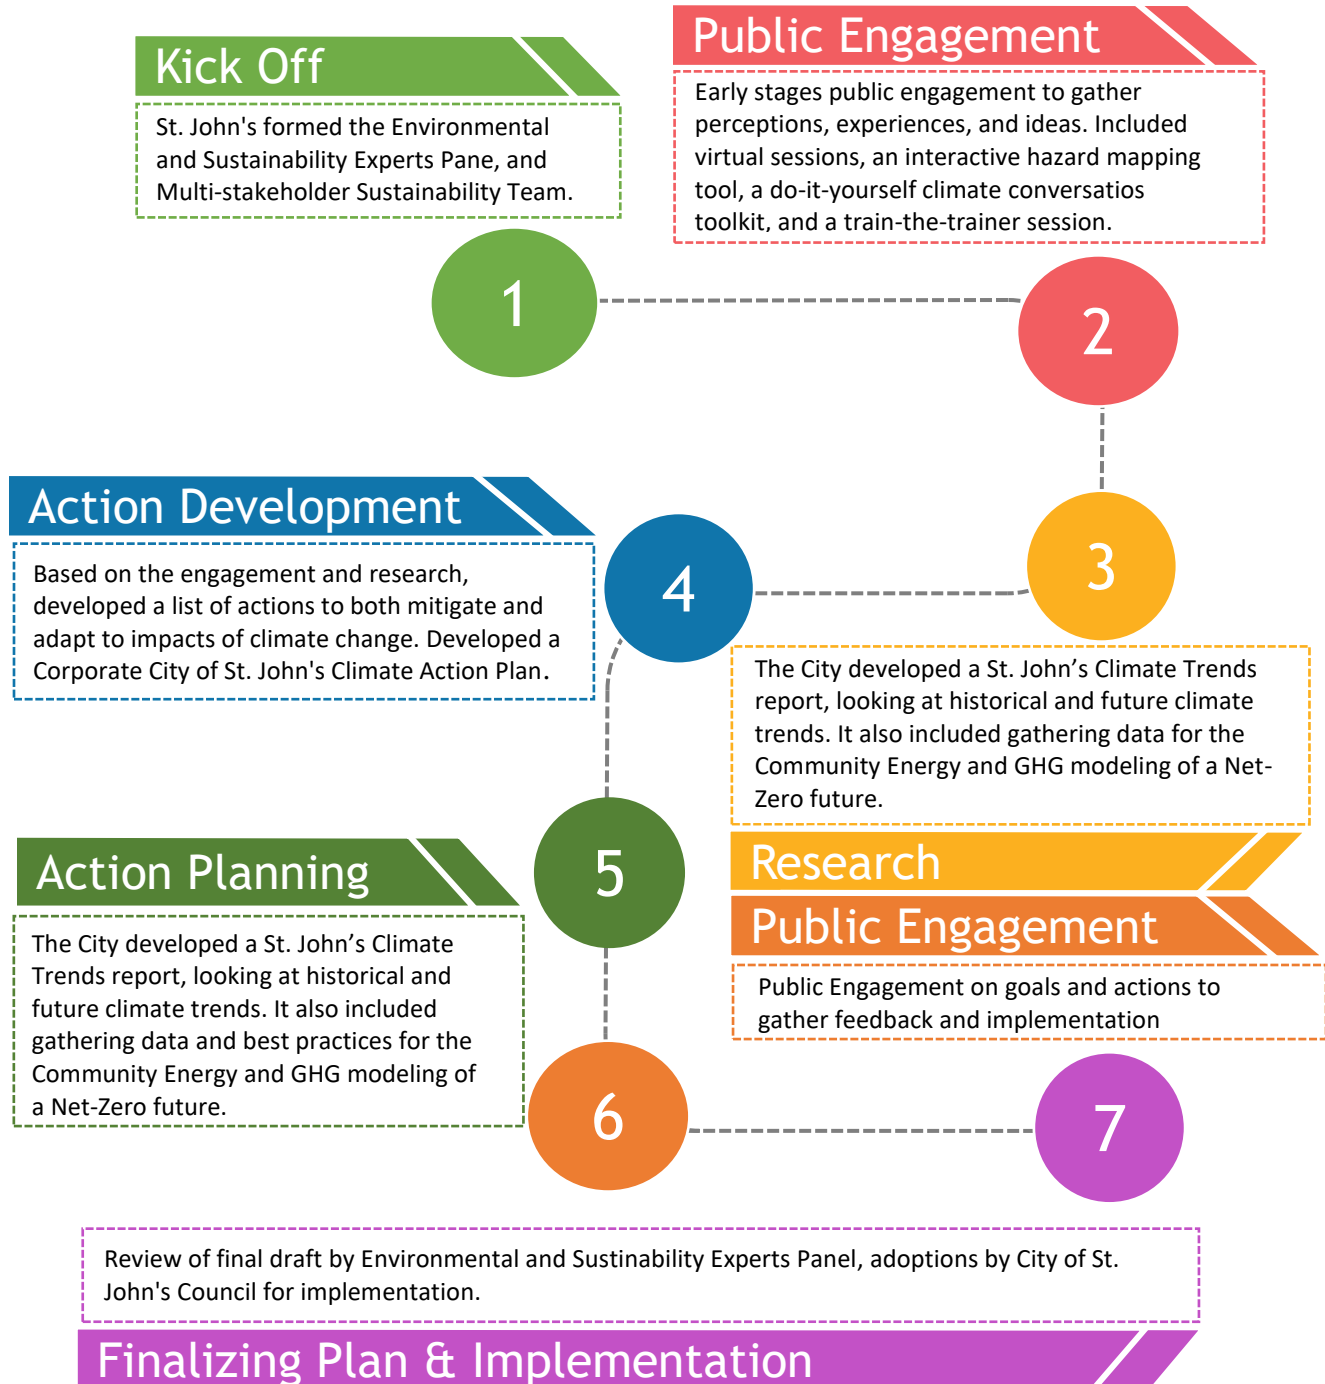 Kick Off
St. John's formed the Environmental
and Sustainability Experts Pane, and
Multi-stakeholder Sustainability Team.
1
Public Engagement
Early stages public engagement to gather
perceptions, experiences, and ideas. Included
virtual sessions, an interactive hazard mapping
tool, a do-it-yourself climate conversatios
toolkit, and a train-the-trainer session.
2
3
The City developed a St. John’s Climate Trends
report, looking at historical and future climate
trends. It also included gathering data for the
Community Energy and GHG modeling of a Net-
Zero future.
Research
Action Development
Based on the engagement and research,
developed a list of actions to both mitigate and
adapt to impacts of climate change. Developed a
Corporate City of St. John's Climate Action Plan.
4
Action Planning
The City developed a St. John’s Climate
Trends report, looking at historical and
future climate trends. It also included
gathering data and best practices for the
Community Energy and GHG modeling of
a Net-Zero future.
5
Public Engagement
Public Engagement on goals and actions to
gather feedback and implementation
6
7
Review of final draft by Environmental and Sustinability Experts Panel, adoptions by City of St.
John's Council for implementation.
Finalizing Plan & Implementation